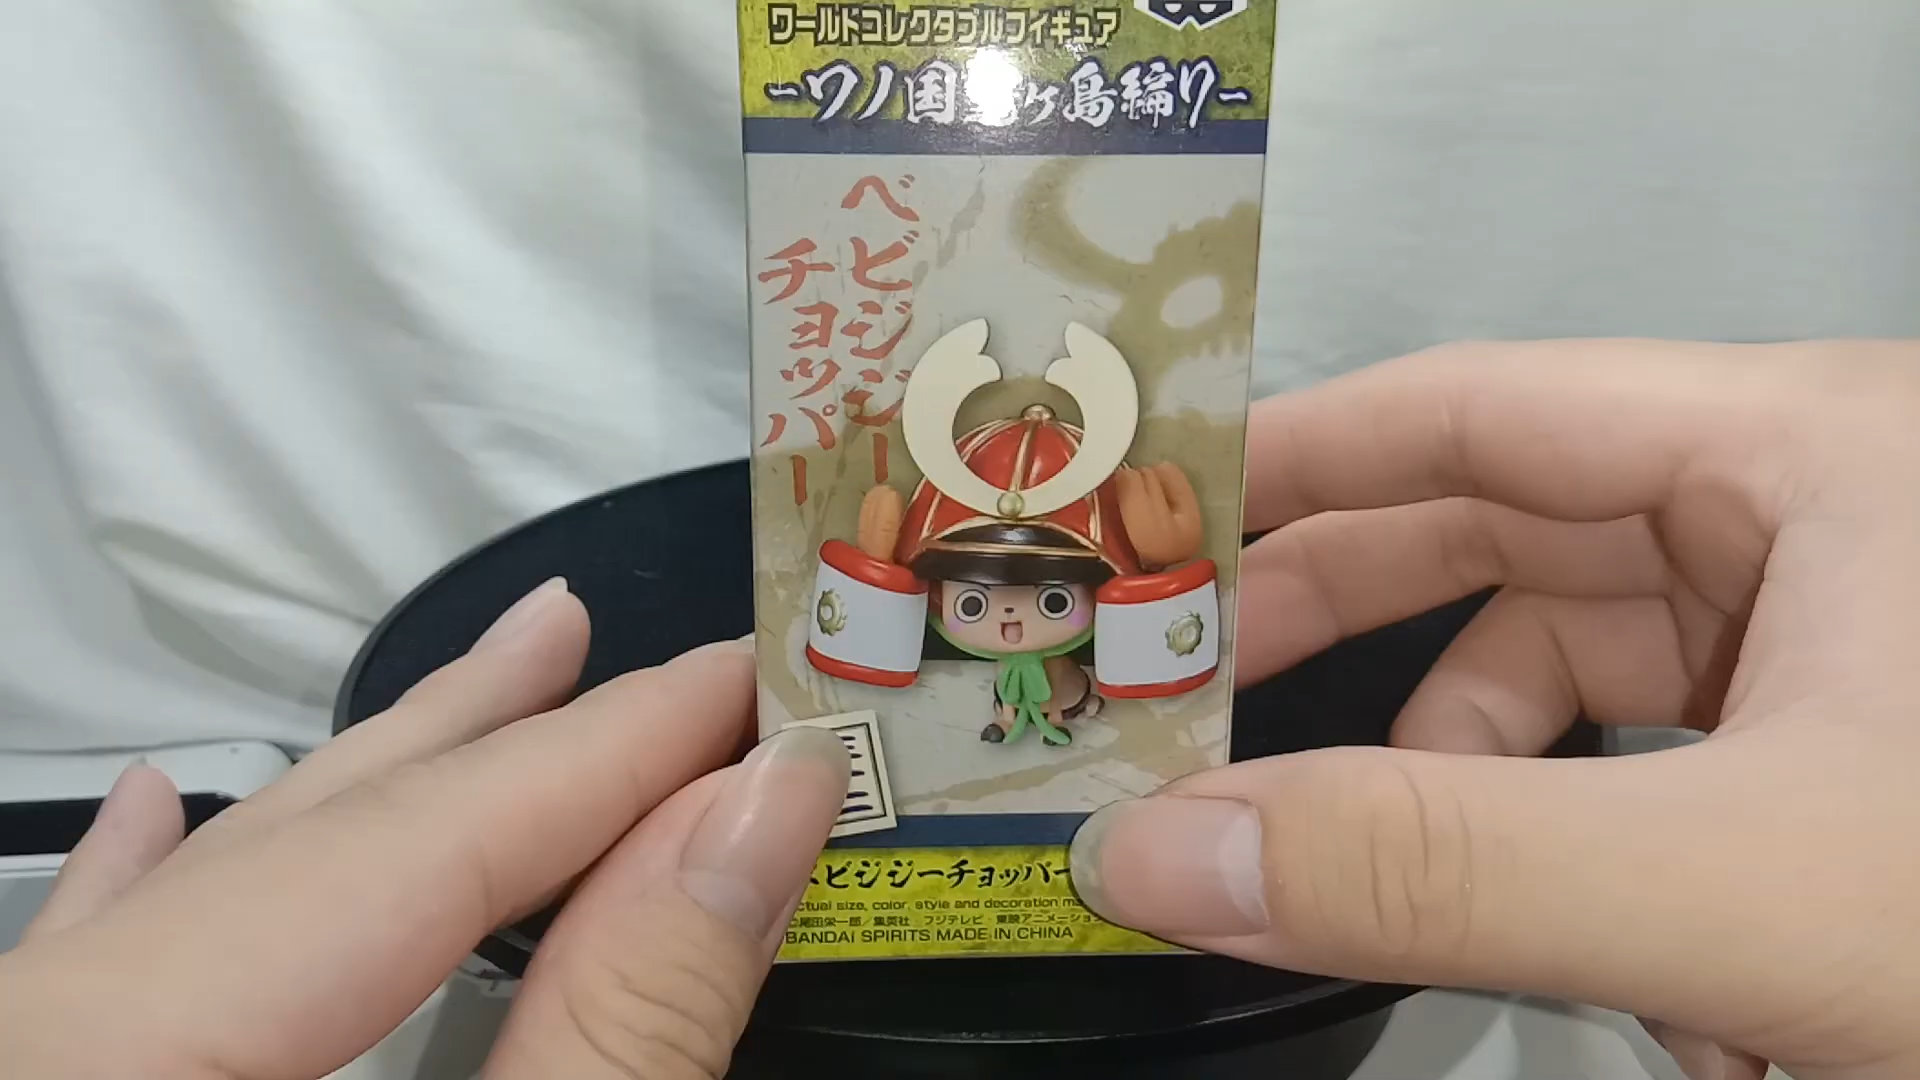 ワールドコレクタブルフィギュア
-ワノ国 ヶ島編7-
ベビジジー
チョッパー
ビジジーチョッパー
ctual size, color, style and decoration
©尾田栄一郎/集英社 フジテレビ・東映アニメーション
BANDAI SPIRITS MADE IN CHINA